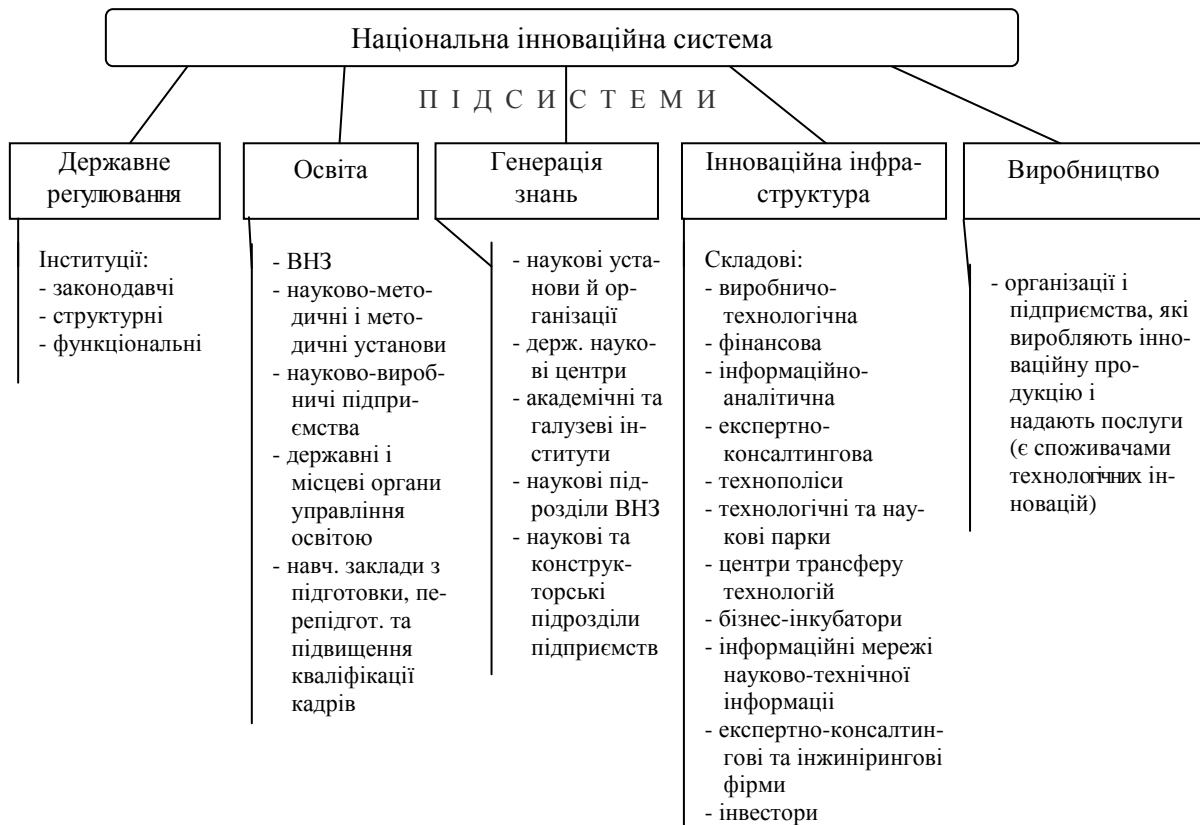 Національна інноваційна система
П І Д С И С Т Е М И
Державне
регулювання
Інституції:
- законодавчі
- структурні
- функціональні
Освіта
- ВНЗ
- науково-мето-
дичні і мето-
дичні установи
- науково-вироб-
ничі підпри-
ємства
- державні і
місцеві органи
управління
освітою
- навч. заклади з
підготовки, пе-
репідгот. та
підвищення
кваліфікації
кадрів
Генерація
знань
- наукові уста-
нови й ор-
ганізації
- держ. науко-
ві центри
- академічні та
галузеві ін-
ститути
- наукові під-
розділи ВНЗ
- наукові та
конструк-
торські
підрозділи
підприємств
Інноваційна інфра-
структура
Складові:
- виробничо-
технологічна
- фінансова
- інформаційно-
аналітична
- експертно-
консалтингова
- технополіси
- технологічні та нау-
кові парки
- центри трансферу
технологій
- бізнес-інкубатори
- інформаційні мережі
науково-технічної
інформаціі
- експертно-консалтин-
гові та інжинірингові
фірми
- інвестори
Виробництво
- організації і
підприємства, які
виробляють інно-
ваційну про-
дукцію і
надають послуги
(є споживачами
технологічних ін-
новацій)